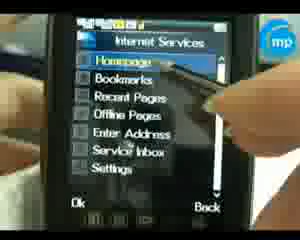 Internet Services
Homepage
Bookmarks
Recent Pages
Offline Pages
Enter Address
Service Inbox
Settings
Ok
Back
mp